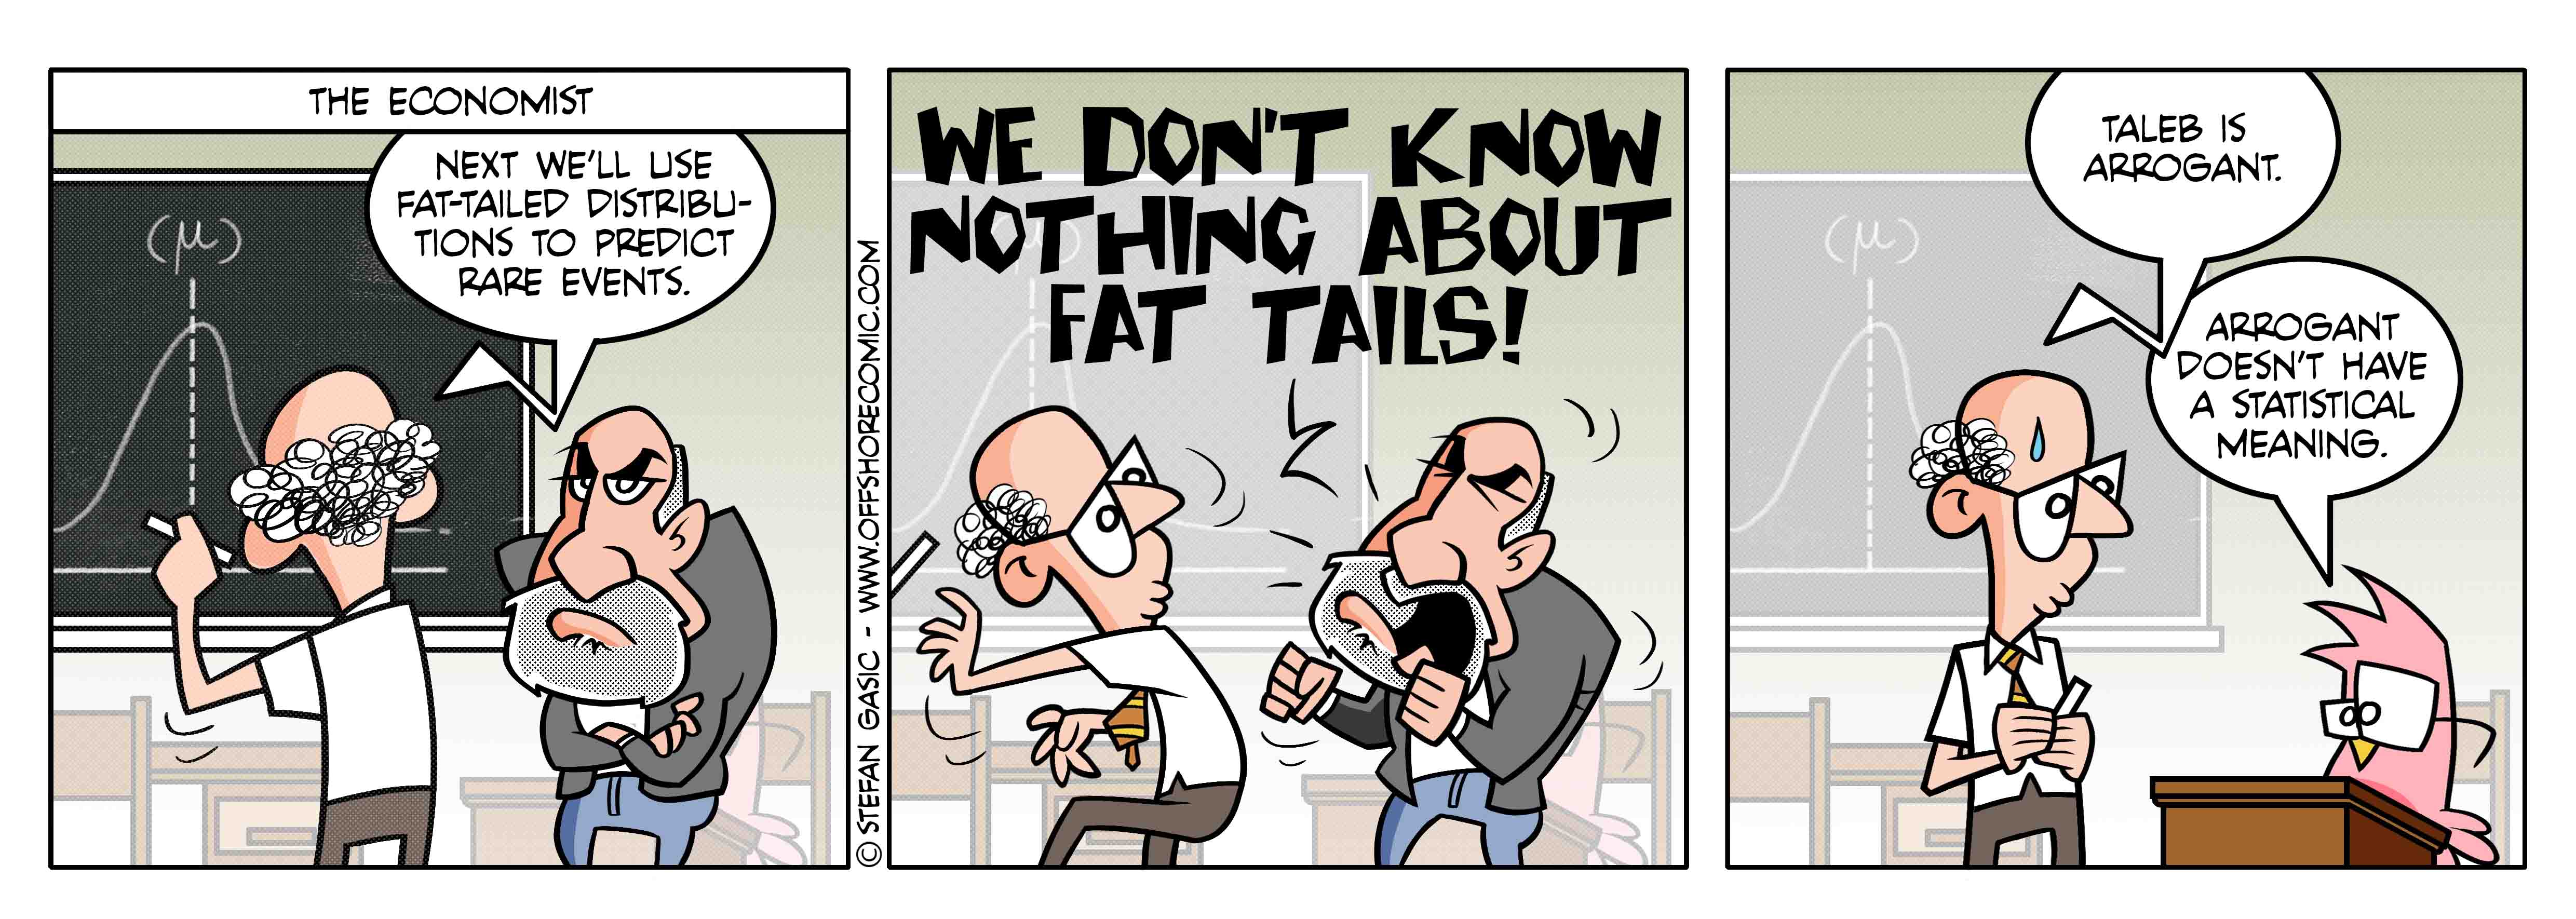 THE ECONOMIST
NEXT WE'LL USE
FAT-TAILED DISTRIBU-
TIONS TO PREDICT
RARE EVENTS.
(μ)
© STEFAN GASIC - WWW.OFFSHORECOMIC.COM
WE DON'T KNOW
NOTHING ABOUT
FAT TAILS!
(μ)
TALEB IS
ARROGANT.
(μ)
ARROGANT
DOESN'T HAVE
A STATISTICAL
MEANING.